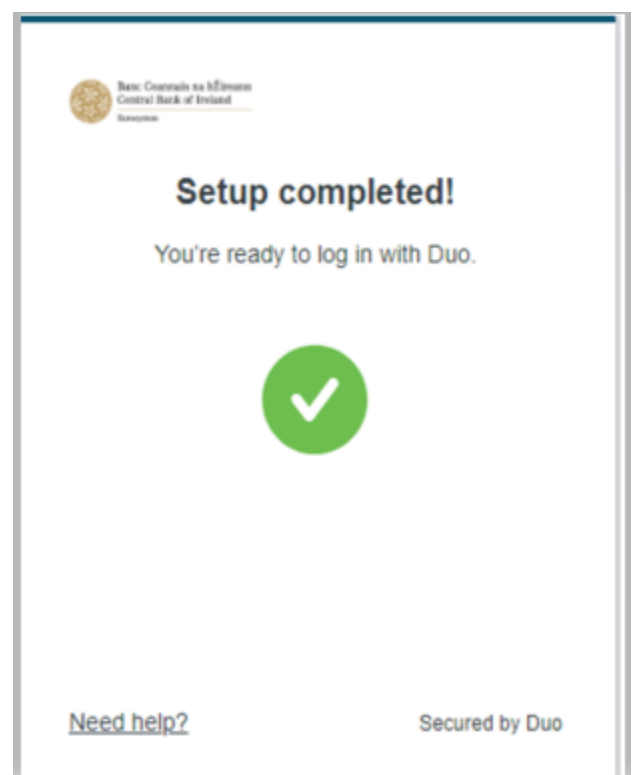 Banc Ceannais na hÉireann
Central Bank of Ireland
Eurosystem
Setup completed!
You're ready to log in with Duo.
Need help?
Secured by Duo